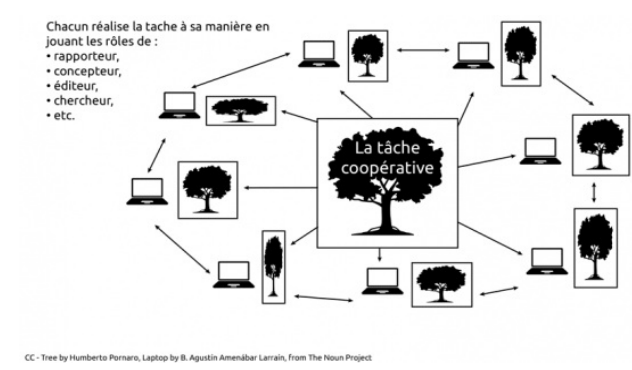 Chacun réalise la tache à sa manière en
jouant les rôles de :
• rapporteur,
• concepteur,
• éditeur,
• chercheur,
• etc.
La tâche
coopérative
CC - Tree by Humberto Pornaro, Laptop by B. Agustín Amenábar Larraín, from The Noun Project